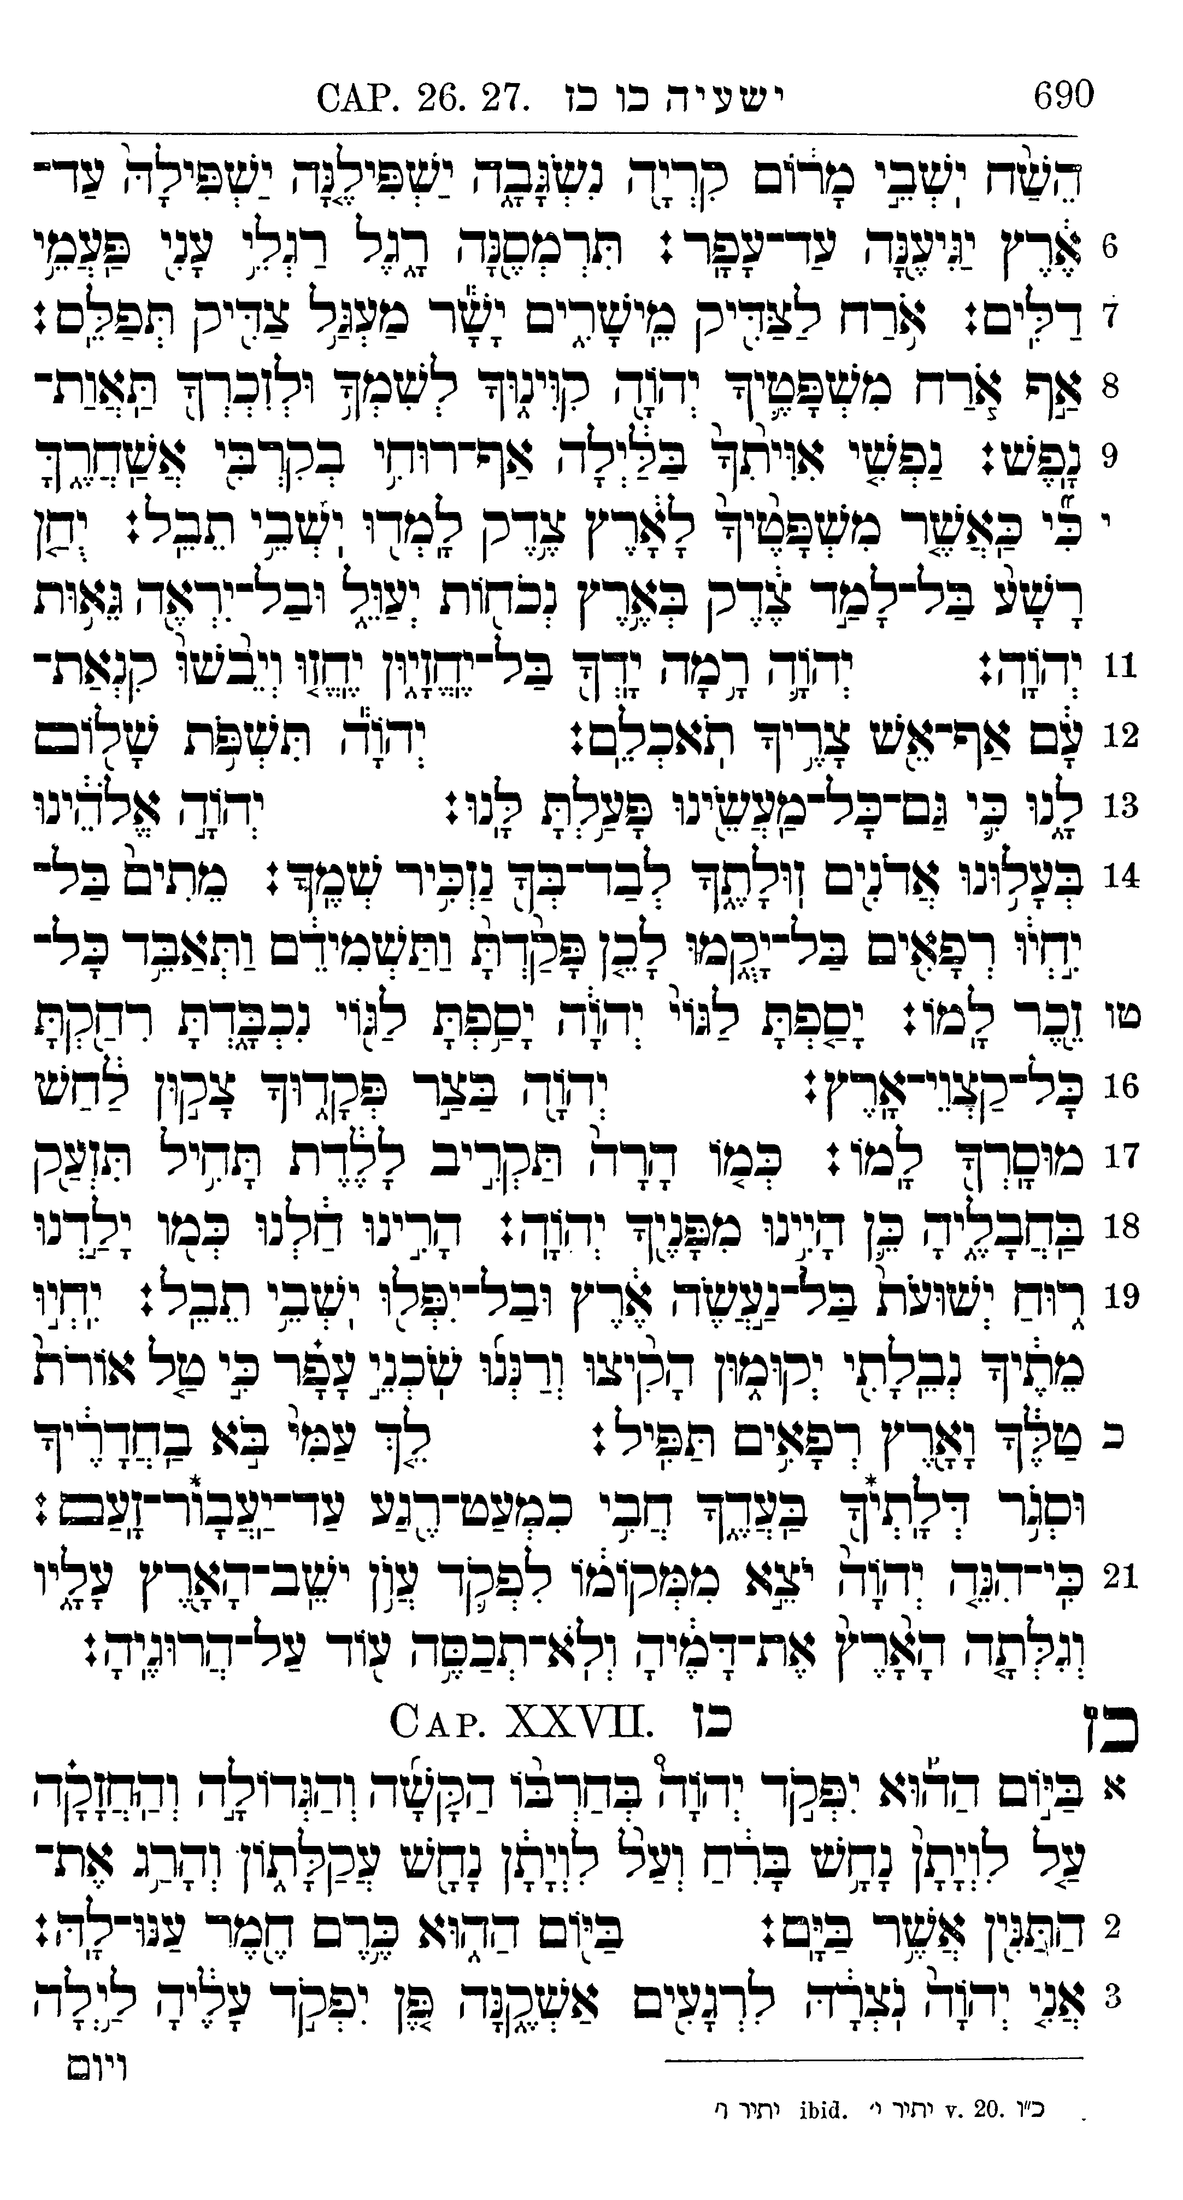 690 ישעיה כו כז CAP. 26. 27.
הֵשַׁ֨ח יֹֽשְׁבֵ֣י מָר֔וֹם קִרְיָ֖ה נִשְׂגָּבָ֑ה יַשְׁפִּילֶ֤נָּה יַשְׁפִּילָהּ֙ עַד־
6 אֶ֔רֶץ יַגִּיעֶ֖נָּה עַד־עָפָֽר׃ תִּרְמְסֶ֖נָּה רָ֑גֶל רַגְלֵ֥י עָנִ֖י פַּֽעֲמֵ֥י
7 דַלִּֽים׃ אֹ֥רַח לַצַּדִּ֖יק מֵֽישָׁרִ֑ים יָשָׁ֕ר מַעְגַּ֥ל צַדִּ֖יק תְּפַלֵּֽס׃
8 אַ֣ף אֹ֧רַח מִשְׁפָּטֶ֛יךָ יְהוָֹ֖ה קִוִּינ֑וּךָ לְשִׁמְךָ֥ וּלְזִכְרְךָ֖ תַּֽאֲוַת־
9 נָֽפֶשׁ׃ נַפְשִׁ֤י אִוִּיתִ֨ךָ֙ בַּלַּ֔יְלָה אַף־רוּחִ֥י בְקִרְבִּ֖י אֲשַֽׁחֲרֶ֑ךָּ
י כִּ֞י כַּֽאֲשֶׁ֤ר מִשְׁפָּטֶ֨יךָ֙ לָאָ֔רֶץ צֶ֥דֶק לָֽמְד֖וּ יֹֽשְׁבֵ֥י תֵבֵֽל׃ יֻחַ֤ן
רָשָׁע֙ בַּל־לָמַ֣ד צֶ֔דֶק בְּאֶ֥רֶץ נְכֹח֖וֹת יְעַוֵּ֑ל וּבַל־יִרְאֶ֖ה גֵּא֥וּת
11 יְהוָֹֽה׃ יְהוָֹ֛ה רָ֥מָה יָדְךָ֖ בַּל־יֶֽחֱזָי֑וּן יֶֽחֱז֤וּ וְיֵבֹ֨שׁוּ֙ קִנְאַת־
12 עָ֔ם אַף־אֵ֖שׁ צָרֶ֥יךָ תֹֽאכְלֵֽם׃ יְהוָֹ֕ה תִּשְׁפֹּ֥ת שָׁל֖וֹם
13 לָ֑נוּ כִּ֛י גַּם־כָּל־מַֽעֲשֵׂ֖ינוּ פָּעַ֥לְתָּ לָּֽנוּ׃ יְהוָֹ֣ה אֱלֹהֵ֔ינוּ
14 בְּעָל֥וּנוּ אֲדֹנִ֖ים זֽוּלָתֶ֑ךָ לְבַד־בְּךָ֖ נַזְכִּ֥יר שְׁמֶֽךָ׃ מֵתִים֙ בַּל־
יִֽחְי֔וּ רְפָאִ֖ים בַּל־יָקֻ֑מוּ לָכֵ֤ן פָּקַ֨דְתָּ֙ וַתַּשְׁמִידֵ֔ם וַתְּאַבֵּ֥ד כָּל־
טו זֵ֖כֶר לָֽמוֹ׃ יָסַ֤פְתָּ לַגּוֹי֙ יְהוָֹ֔ה יָסַ֥פְתָּ לַגּ֖וֹי נִכְבָּ֑דְתָּ רִחַ֖קְתָּ
16 כָּל־קַצְוֵי־אָֽרֶץ׃ יְהוָֹ֖ה בַּצַּ֣ר פְּקָד֑וּךָ צָק֣וּן לַ֔חַשׁ
17 מוּסָֽרְךָ֖ לָֽמוֹ׃ כְּמ֤וֹ הָרָה֙ תַּקְרִ֣יב לָלֶ֔דֶת תָּחִ֥יל תִּזְעַ֖ק
18 בַּֽחֲבָלֶ֑יהָ כֵּ֛ן הָיִ֥ינוּ מִפָּנֶ֖יךָ יְהוָֹֽה׃ הָרִ֣ינוּ חַ֔לְנוּ כְּמ֖וֹ יָלַ֣דְנוּ
19 ר֑וּחַ יְשׁוּעֹת֙ בַּל־נַ֣עֲשֶׂה אֶ֔רֶץ וּבַל־יִפְּל֖וּ יֹֽשְׁבֵ֥י תֵבֵֽל׃ יִֽחְי֣וּ
מֵתֶ֔יךָ נְבֵֽלָתִ֖י יְקוּמ֑וּן הָקִ֨יצוּ וְרַנְּנ֜וּ שֹֽׁכְנֵ֣י עָפָ֗ר כִּ֣י טַ֤ל אוֹרֹת֙
כ טַלֶּ֔ךָ וָאָ֖רֶץ רְפָאִ֥ים תַּפִּֽיל׃ לֵ֤ךְ עַמִּי֙ בֹּ֣א בַֽחֲדָרֶ֔יךָ
וּסְגֹ֥ר דְּלָֽתְיךָ֖ בַּֽעֲדֶ֑ךָ חֲבִ֥י כִמְעַט־רֶ֖גַע עַד־יַֽעֲבָור־זָֽעַם׃
21 כִּֽי־הִנֵּ֤ה יְהוָֹה֙ יֹצֵ֣א מִמְּקוֹמ֔וֹ לִפְקֹ֛ד עֲוֹ֥ן ישֵֽׁב־הָאָ֖רֶץ עָלָ֑יו
וְגִלְּתָ֤ה הָאָ֨רֶץ֙ אֶת־דָּמֶ֔יהָ וְלֹֽא־תְכַסֶּ֥ה ע֖וֹד עַל־הֲרוּגֶֽיהָ׃
כז CAP. XXVII. כז
א בַּיּ֣וֹם הַה֡וּא יִפְקֹ֣ד יְהוָֹה֩ בְּחַרְב֨וֹ הַקָּשָׁ֜ה וְהַגְּדוֹלָ֣ה וְהַֽחֲזָקָ֗ה
עַ֤ל לִוְיָתָן֙ נָחָ֣שׁ בָּרִ֔חַ וְעַל֙ לִוְיָתָ֔ן נָחָ֖שׁ עֲקַלָּת֑וֹן וְהָרַ֥ג אֶת־
2 הַתַּנִּ֖ין אֲשֶׁ֥ר בַּיָּֽם׃ בַּיּ֖וֹם הַה֑וּא כֶּ֥רֶם חֶ֖מֶר עַנּוּ־לָֽהּ׃
3 אֲנִ֤י יְהוָֹה֙ נֹֽצְרָ֔הּ לִרְגָעִ֖ים אַשְׁקֶ֑נָּה פֶּ֚ן יִפְקֹ֣ד עָלֶ֔יהָ לַ֥יְלָה
ויום
כ״ו v. 20. יתיר י׳ ibid. יתיר ו׳